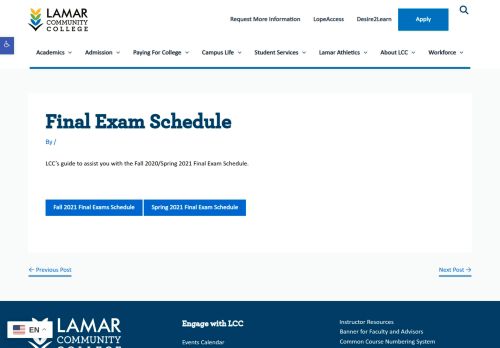 LAMAR
COMMUNITY
COLLEGE
Request More Information LopeAccess Desire2Learn Apply
Academics Admission Paying For College Campus Life Student Services Lamar Athletics About LCC Workforce
Final Exam Schedule
By /
LCC's guide to assist you with the Fall 2020/Spring 2021 Final Exam Schedule.
Fall 2021 Final Exams Schedule Spring 2021 Final Exam Schedule
← Previous Post Next Post →
LAMAR
COMMUNITY
COLLEGE
EN
Engage with LCC
Events Calendar
Instructor Resources
Banner for Faculty and Advisors
Common Course Numbering System